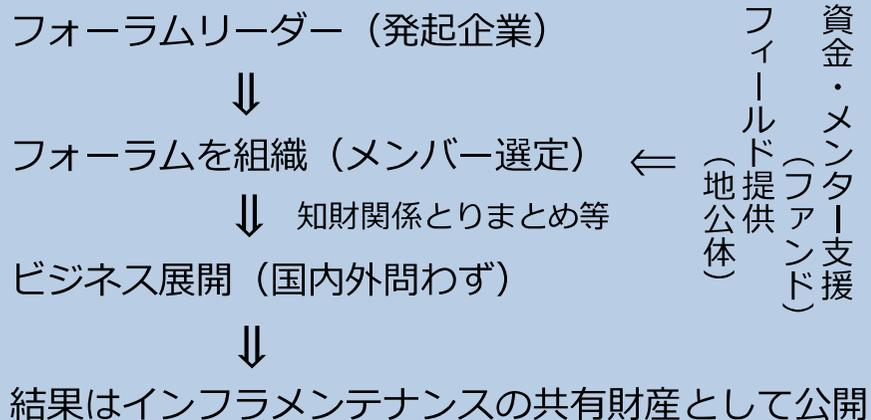 フォーラムリーダー（発起企業）
⇓
フォーラムを組織（メンバー選定）
⇐
資金・メンター支援
（ファンド）
フィールド提供
（地公体）
⇓
知財関係とりまとめ等
ビジネス展開（国内外問わず）
⇓
結果はインフラメンテナンスの共有財産として公開